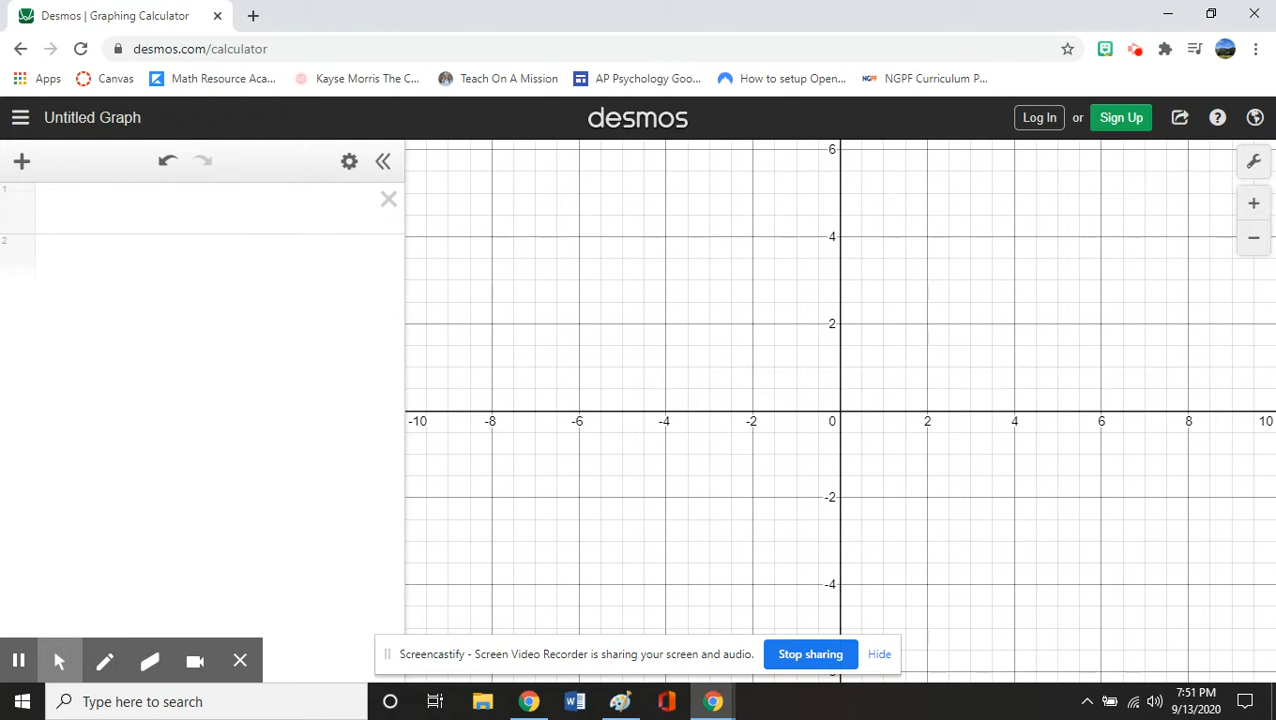 Desmos | Graphing Calculator
desmos.com/calculator
Apps Canvas Math Resource Aca... Kayse Morris The C... Teach On A Mission AP Psychology Goo... How to setup Open... NGPF NGPF Curriculum P...
Untitled Graph desmos Log In or Sign Up
1
2
6
4
2
-10 -8 -6 -4 -2 0 2 4 6 8 10
-2
-4
Screencastify - Screen Video Recorder is sharing your screen and audio. Stop sharing Hide
Type here to search
7:51 PM
9/13/2020